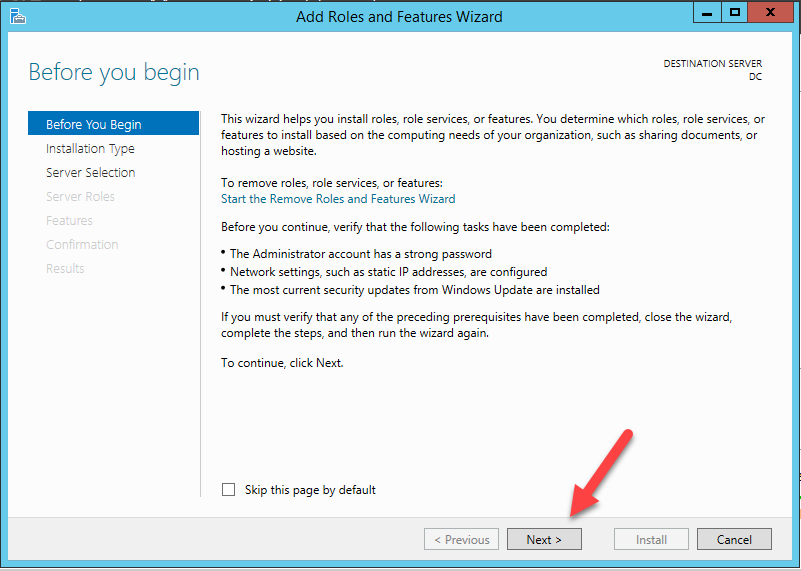 Add Roles and Features Wizard
x
Before you begin
DESTINATION SERVER
DC
Before You Begin
Installation Type
Server Selection
Server Roles
Features
Confirmation
Results
This wizard helps you install roles, role services, or features. You determine which roles, role services, or
features to install based on the computing needs of your organization, such as sharing documents, or
hosting a website.
To remove roles, role services, or features:
Start the Remove Roles and Features Wizard
Before you continue, verify that the following tasks have been completed:
• The Administrator account has a strong password
• Network settings, such as static IP addresses, are configured
• The most current security updates from Windows Update are installed
If you must verify that any of the preceding prerequisites have been completed, close the wizard,
complete the steps, and then run the wizard again.
To continue, click Next.
Skip this page by default
< Previous
Next >
Install
Cancel